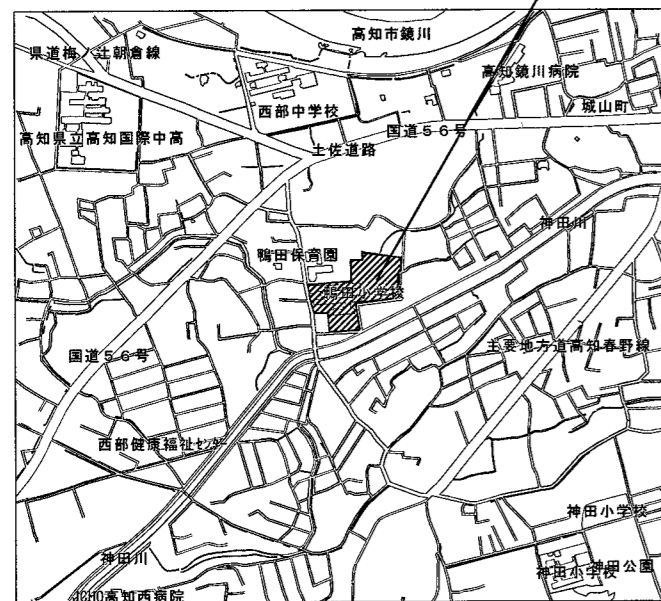 高知市鏡川
県道梅ノ辻朝倉線
高知鏡川病院
西部中学校
城山町
高知県立高知国際中高
国道56号
土佐道路
神田川
鴨田保育園
鴨田小学校
国道56号
主要地方道高知春野線
西部健康福祉センター
神田小学校
神田川
神田公園
神田小学校
JCHO高知西病院